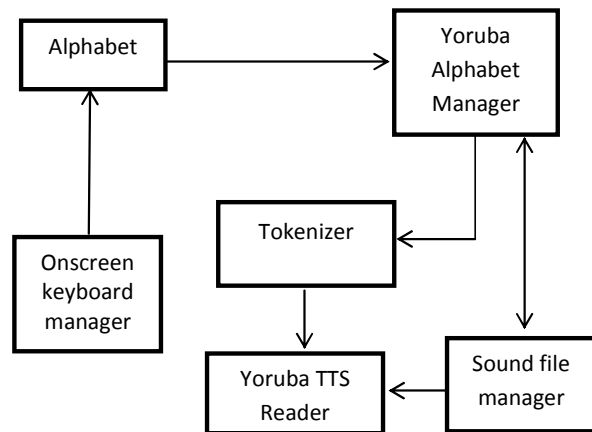 Alphabet
Yoruba
Alphabet
Manager
Tokenizer
Onscreen
keyboard
manager
Yoruba TTS
Reader
Sound file
manager